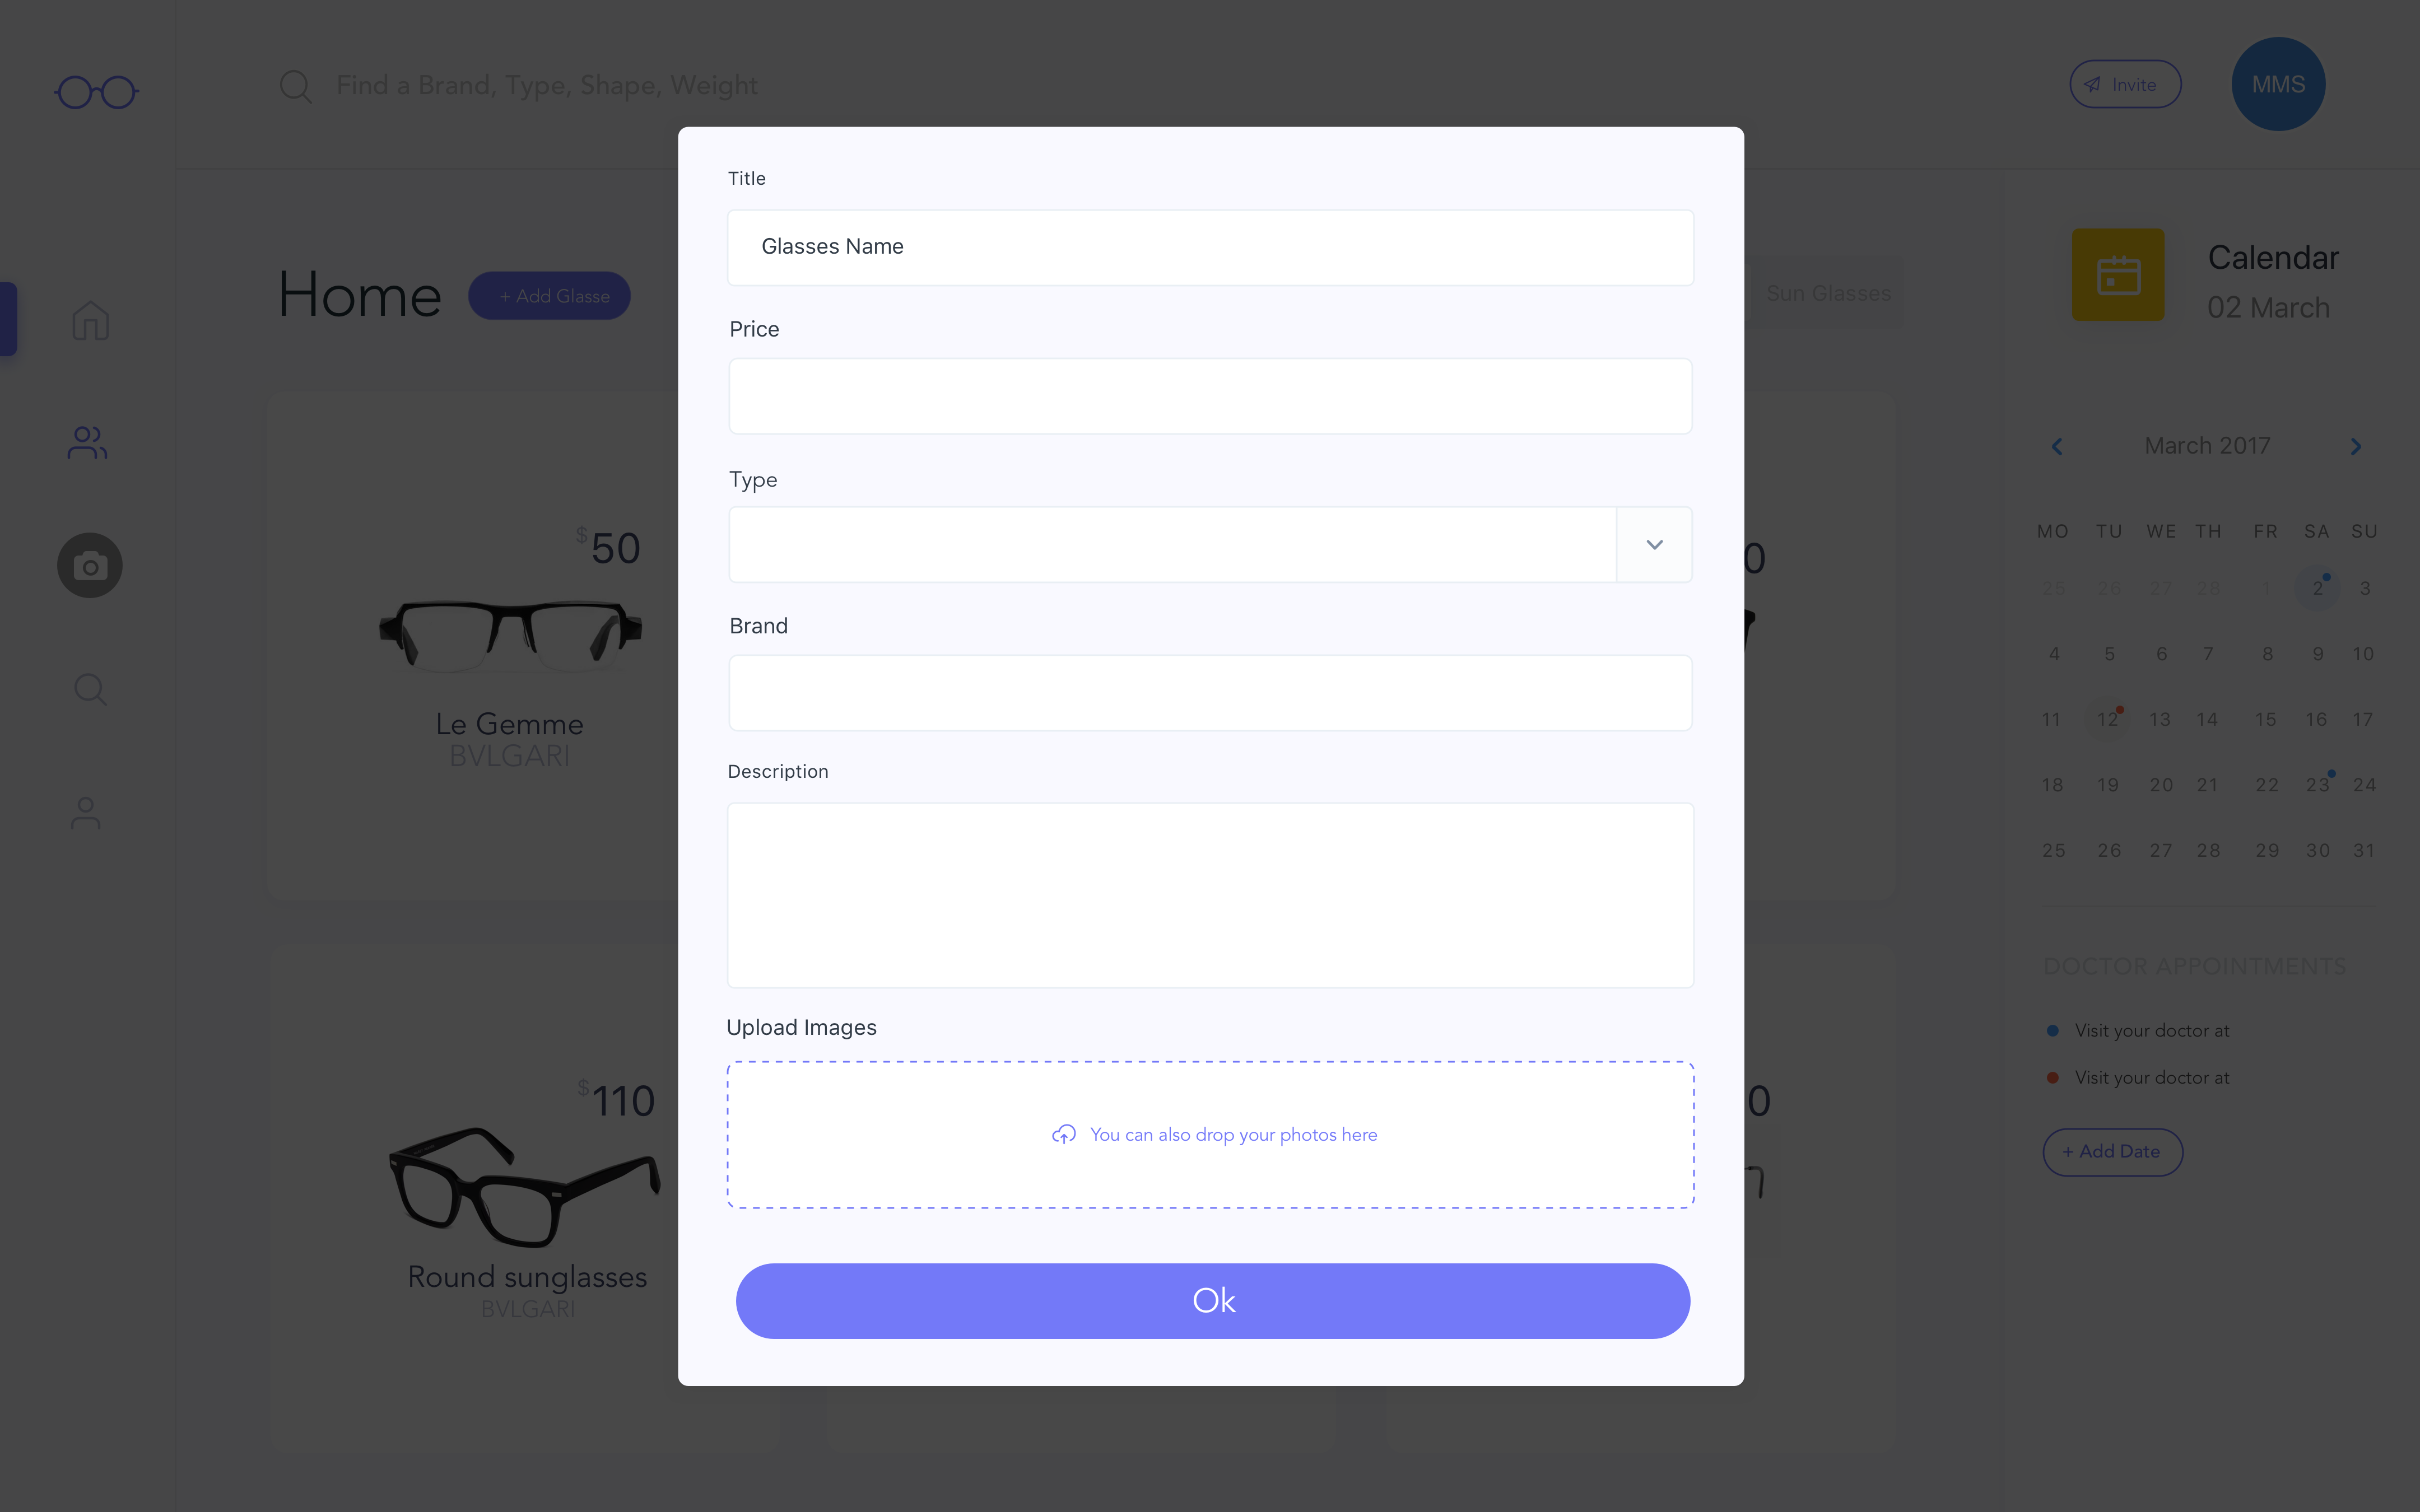 Find a Brand, Type, Shape, Weight
Invite
MMS
Home
+ Add Glasse
Sun Glasses
$50
Le Gemme
BVLGARI
0
$110
Round sunglasses
BVLGARI
0
Title
Glasses Name
Price
Type
Brand
Description
Upload Images
You can also drop your photos here
Ok
Calendar
02 March
March 2017
MO TU WE TH FR SA SU
25 26 27 28 1 2 3
4 5 6 7 8 9 10
11 12 13 14 15 16 17
18 19 20 21 22 23 24
25 26 27 28 29 30 31
DOCTOR APPOINTMENTS
Visit your doctor at
Visit your doctor at
+ Add Date